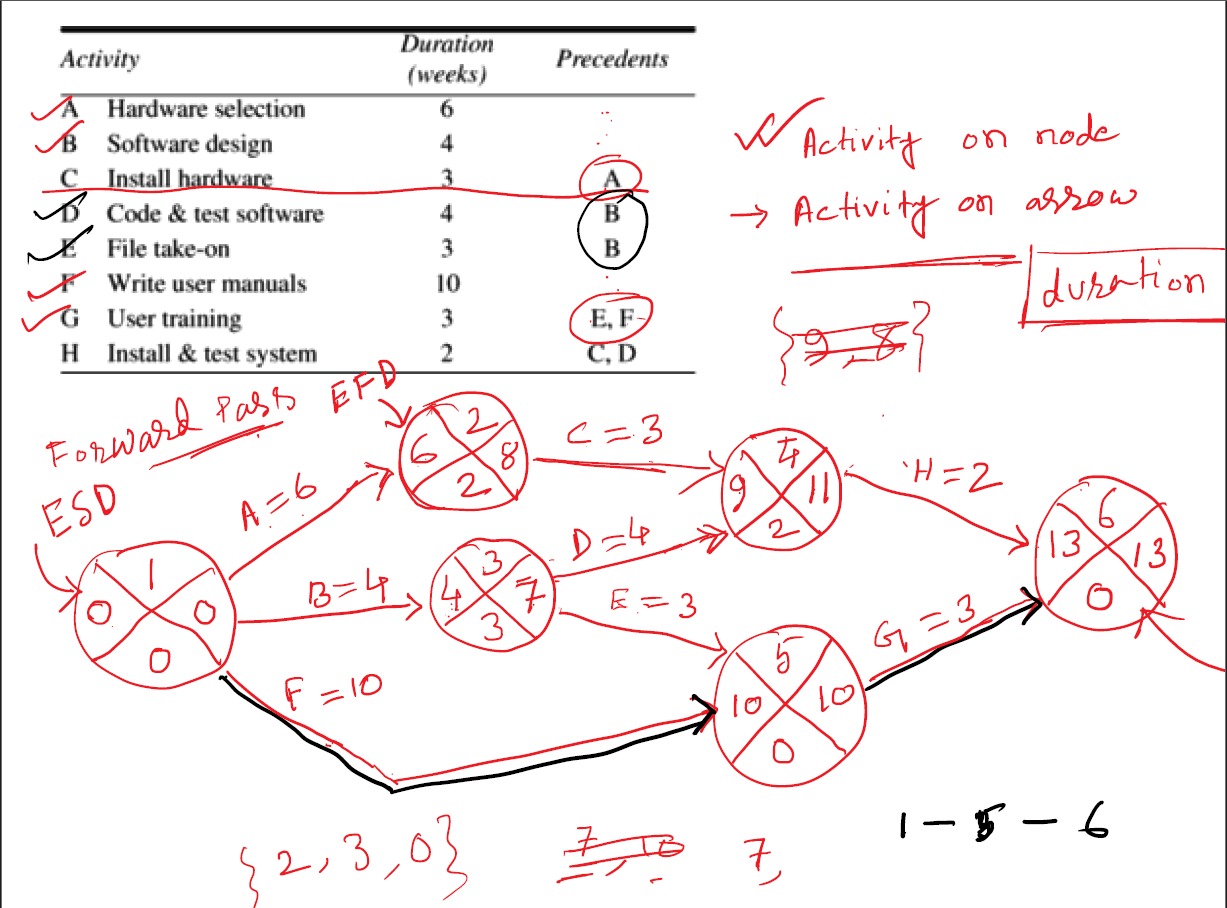 Activity Duration (weeks) Precedents
A Hardware selection 6
B Software design 4
C Install hardware 3 A
D Code & test software 4 B
E File take-on 3 B
F Write user manuals 10
G User training 3 E, F
H Install & test system 2 C, D
Activity on node
→ Activity on arrow
duration
{9, 8}
Forward Pass
EFD
ESD
A = 6
B = 4
F = 10
C = 3
D = 4
E = 3
H = 2
G = 3
1
0 0
0
2
6 8
2
3
4 7
3
4
9 11
2
5
10 10
0
6
13 13
0
{2, 3, 0}
7, 10
7,
1 – 5 – 6